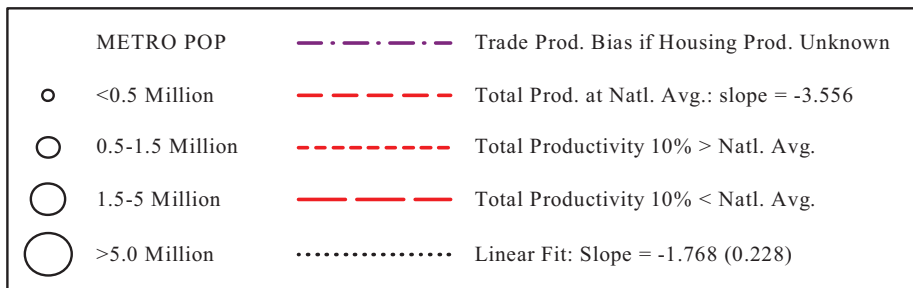 METRO POP Trade Prod. Bias if Housing Prod. Unknown
<0.5 Million Total Prod. at Natl. Avg.: slope = -3.556
0.5-1.5 Million Total Productivity 10% > Natl. Avg.
1.5-5 Million Total Productivity 10% < Natl. Avg.
>5.0 Million Linear Fit: Slope = -1.768 (0.228)